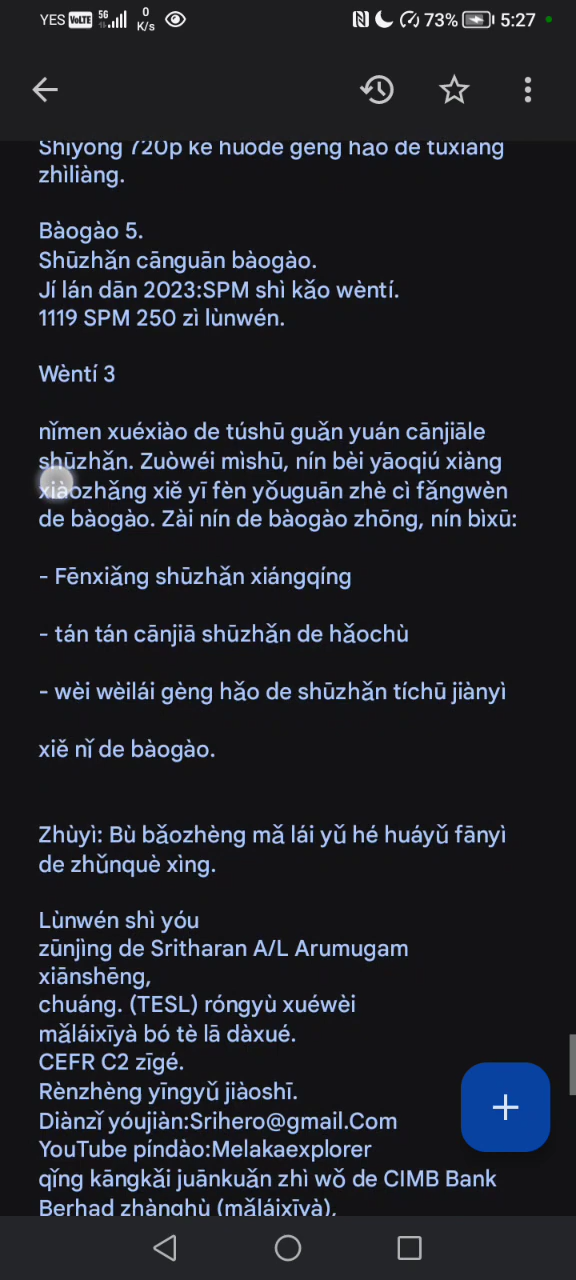 YES VoLTE 5G 0 K/s 73% 5:27
Shǐyòng 720p kě huòdé gèng hǎo de túxiàng
zhìliàng.
Bàogào 5.
Shūzhǎn cānguān bàogào.
Jí lán dān 2023:SPM shì kǎo wèntí.
1119 SPM 250 zì lùnwén.
Wèntí 3
nǐmen xuéxiào de túshū guǎn yuán cānjiāle
shūzhǎn. Zuòwéi mìshū, nín bèi yāoqiú xiàng
xiàozhǎng xiě yī fèn yǒuguān zhè cì fǎngwèn
de bàogào. Zài nín de bàogào zhōng, nín bìxū:
- Fēnxiǎng shūzhǎn xiángqíng
- tán tán cānjiā shūzhǎn de hǎochù
- wèi wèilái gèng hǎo de shūzhǎn tíchū jiànyì
xiě nǐ de bàogào.
Zhùyì: Bù bǎozhèng mǎ lái yǔ hé huáyǔ fānyì
de zhǔnquè xìng.
Lùnwén shì yóu
zūnjìng de Sritharan A/L Arumugam
xiānshēng,
chuáng. (TESL) róngyù xuéwèi
mǎláixīyà bó tè lā dàxué.
CEFR C2 zīgé.
Rènzhèng yīngyǔ jiàoshī.
Diànzǐ yóujiàn:Srihero@gmail.Com
YouTube píndào:Melakaexplorer
qǐng kāngkǎi juānkuǎn zhì wǒ de CIMB Bank
Berhad zhànghù (mǎláixīyà),